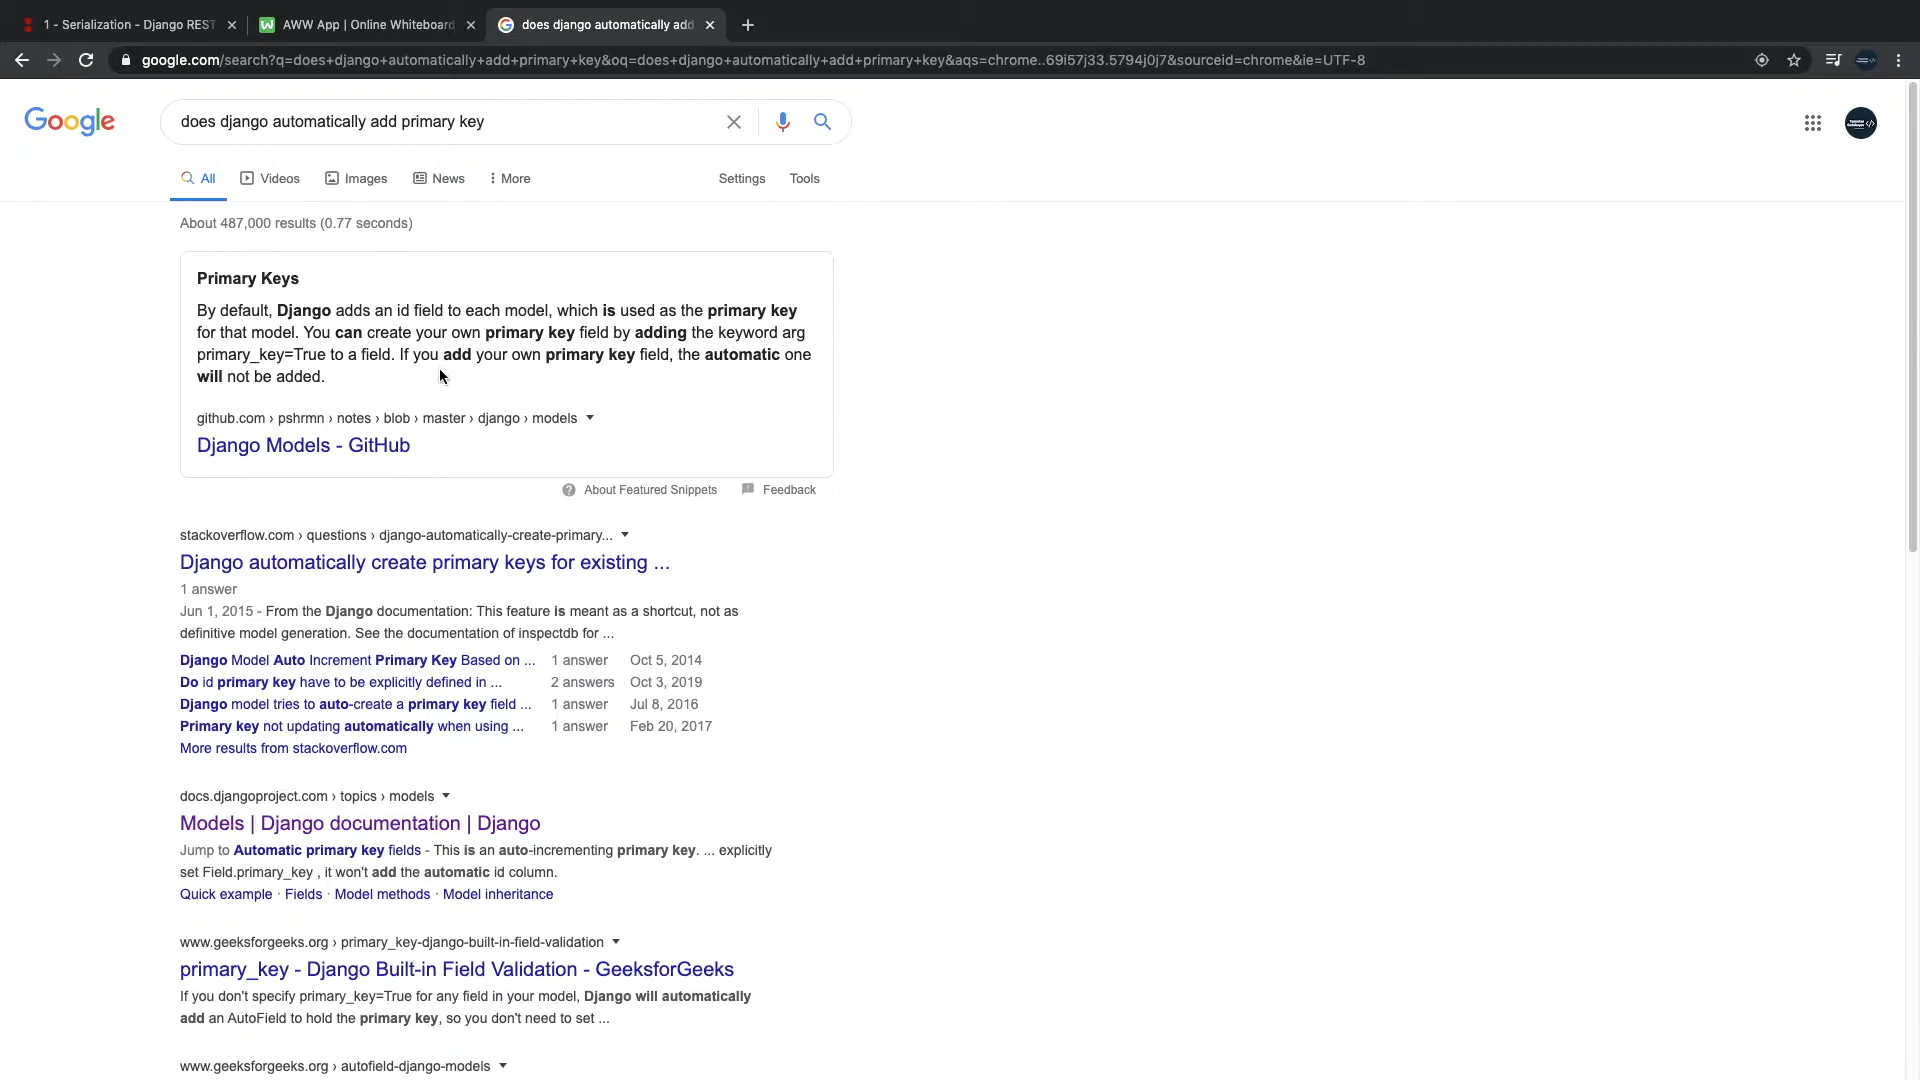 1 - Serialization - Django REST
AWW App | Online Whiteboard
does django automatically add
google.com/search?q=does+django+automatically+add+primary+key&oq=does+django+automatically+add+primary+key&aqs=chrome..69i57j33.5794j0j7&sourceid=chrome&ie=UTF-8
Google
does django automatically add primary key
All Videos Images News More Settings Tools
About 487,000 results (0.77 seconds)
Primary Keys
By default, Django adds an id field to each model, which is used as the primary key
for that model. You can create your own primary key field by adding the keyword arg
primary_key=True to a field. If you add your own primary key field, the automatic one
will not be added.
github.com › pshrmn › notes › blob › master › django › models
Django Models - GitHub
About Featured Snippets Feedback
stackoverflow.com › questions › django-automatically-create-primary...
Django automatically create primary keys for existing ...
1 answer
Jun 1, 2015 - From the Django documentation: This feature is meant as a shortcut, not as
definitive model generation. See the documentation of inspectdb for ...
Django Model Auto Increment Primary Key Based on ... 1 answer Oct 5, 2014
Do id primary key have to be explicitly defined in ... 2 answers Oct 3, 2019
Django model tries to auto-create a primary key field ... 1 answer Jul 8, 2016
Primary key not updating automatically when using ... 1 answer Feb 20, 2017
More results from stackoverflow.com
docs.djangoproject.com › topics › models
Models | Django documentation | Django
Jump to Automatic primary key fields - This is an auto-incrementing primary key. ... explicitly
set Field.primary_key , it won't add the automatic id column.
Quick example · Fields · Model methods · Model inheritance
www.geeksforgeeks.org › primary_key-django-built-in-field-validation
primary_key - Django Built-in Field Validation - GeeksforGeeks
If you don't specify primary_key=True for any field in your model, Django will automatically
add an AutoField to hold the primary key, so you don't need to set ...
www.geeksforgeeks.org › autofield-django-models